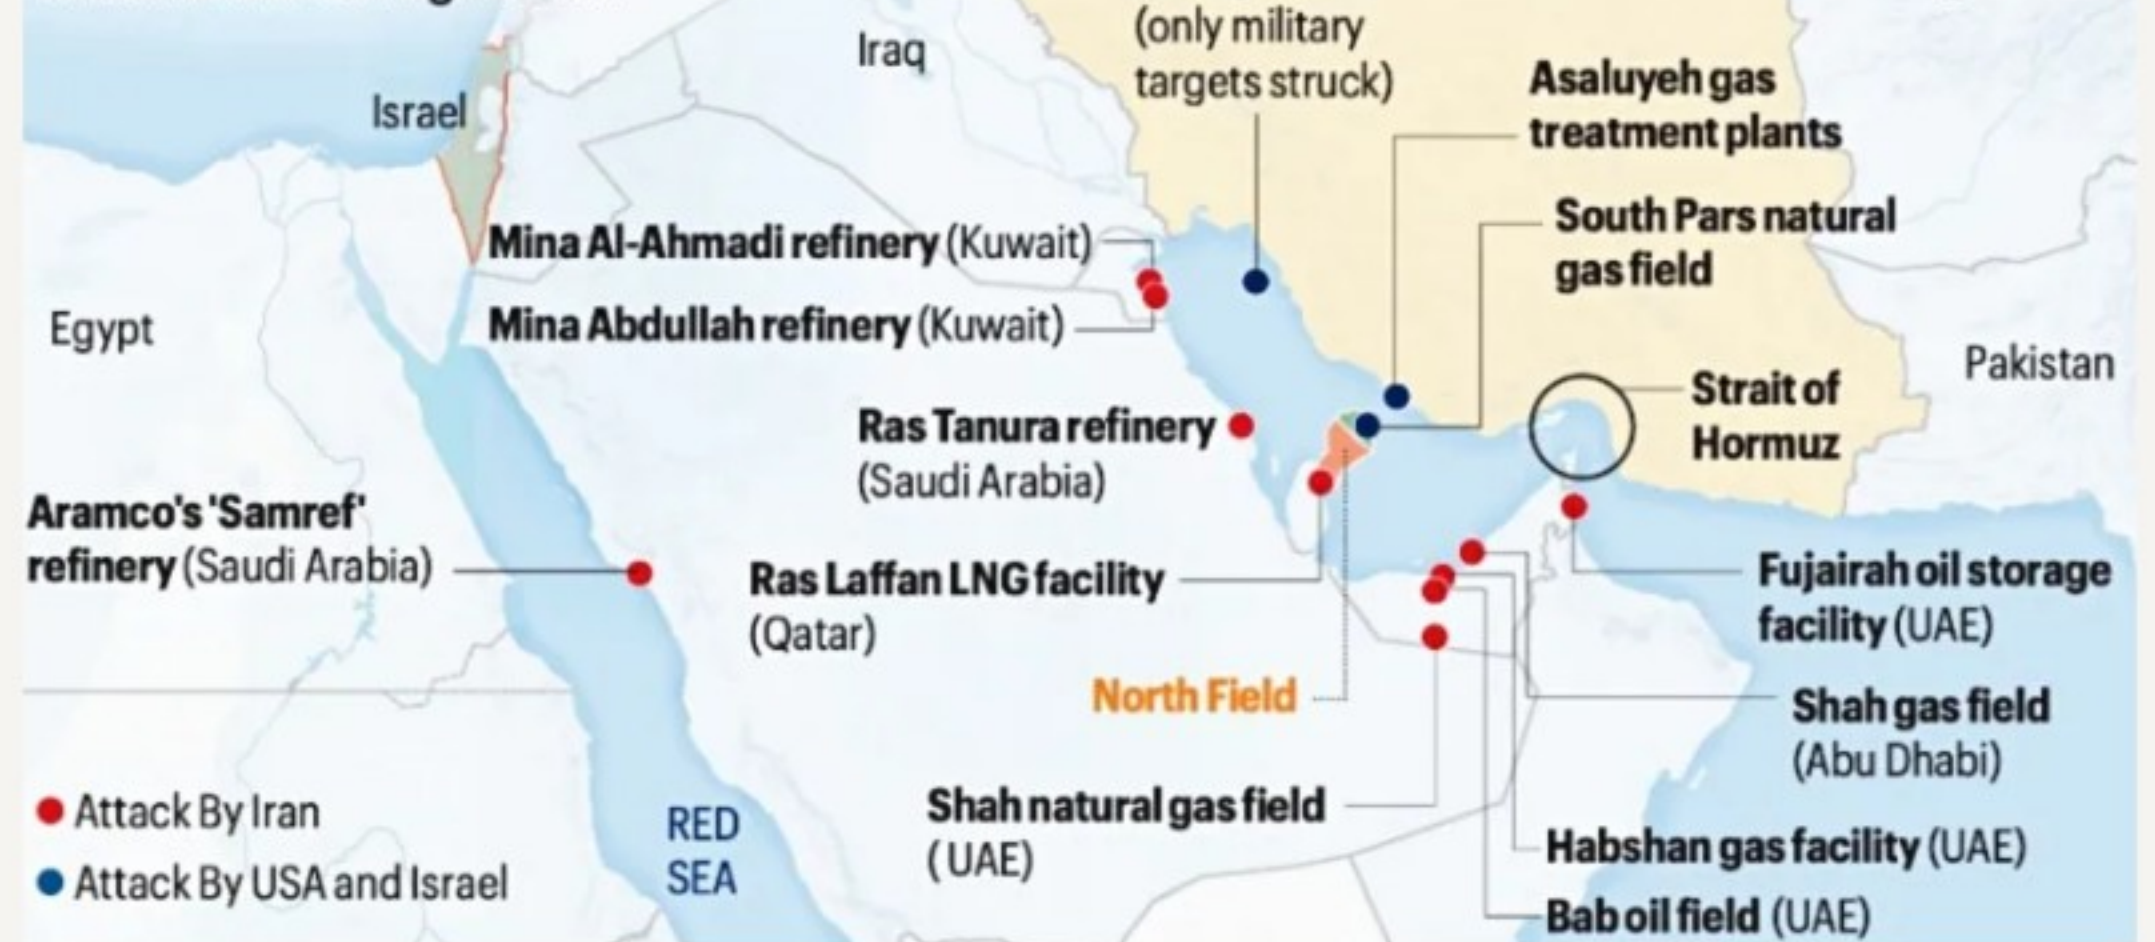 Iraq
(only military
targets struck)
Israel
Asaluyeh gas
treatment plants
South Pars natural
gas field
Mina Al-Ahmadi refinery (Kuwait)
Mina Abdullah refinery (Kuwait)
Egypt
Pakistan
Strait of
Hormuz
Ras Tanura refinery
(Saudi Arabia)
Aramco's 'Samref'
refinery (Saudi Arabia)
Ras Laffan LNG facility
(Qatar)
Fujairah oil storage
facility (UAE)
North Field
Shah gas field
(Abu Dhabi)
Shah natural gas field
(UAE)
Habshan gas facility (UAE)
Bab oil field (UAE)
RED
SEA
Attack By Iran
Attack By USA and Israel